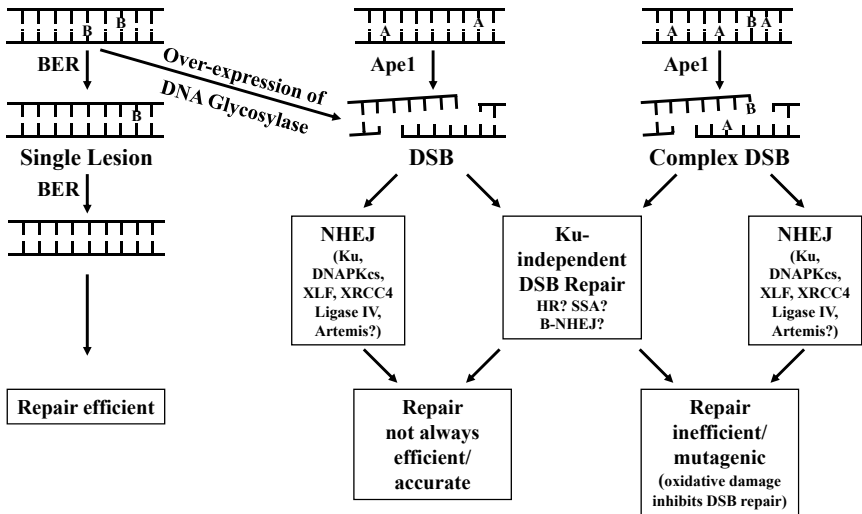 B
B
BER
B
Single Lesion
BER
Repair efficient
Over-expression of
DNA Glycosylase
A
A
Ape1
DSB
NHEJ
(Ku,
DNAPKcs,
XLF, XRCC4
Ligase IV,
Artemis?)
Ku-
independent
DSB Repair
HR? SSA?
B-NHEJ?
Repair
not always
efficient/
accurate
B A
A A
Ape1
B
A
Complex DSB
NHEJ
(Ku,
DNAPKcs,
XLF, XRCC4
Ligase IV,
Artemis?)
Repair
inefficient/
mutagenic
(oxidative damage
inhibits DSB repair)